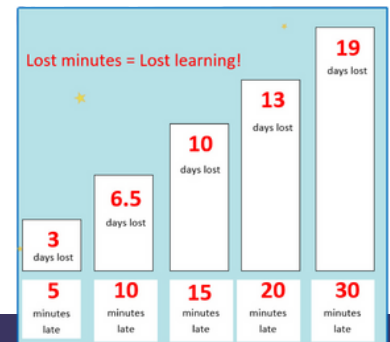 Lost minutes = Lost learning!
19
days lost
13
days lost
10
days lost
6.5
days lost
3
days lost
5
minutes
late
10
minutes
late
15
minutes
late
20
minutes
late
30
minutes
late